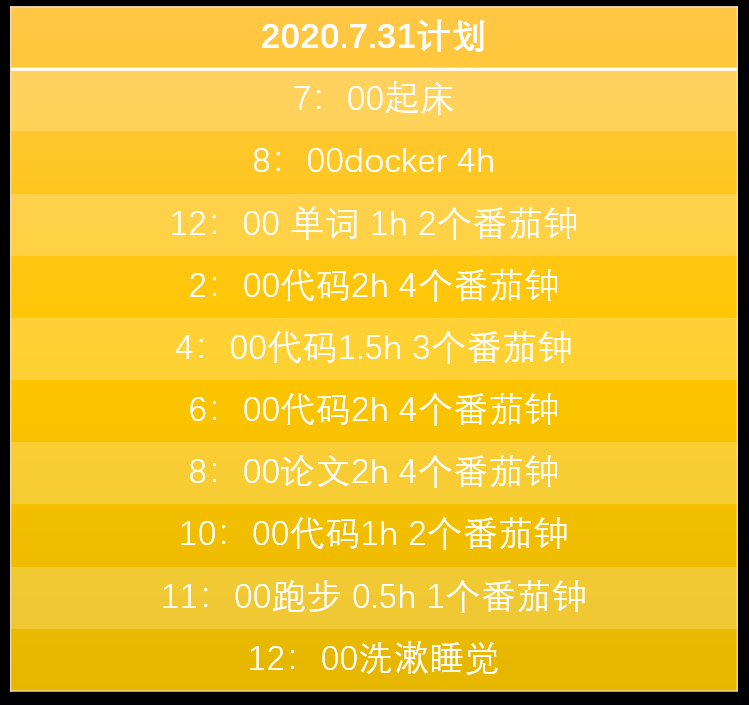 2020.7.31计划
7：00起床
8：00docker 4h
12：00 单词 1h 2个番茄钟
2：00代码2h 4个番茄钟
4：00代码1.5h 3个番茄钟
6：00代码2h 4个番茄钟
8：00论文2h 4个番茄钟
10：00代码1h 2个番茄钟
11：00跑步 0.5h 1个番茄钟
12：00洗漱睡觉